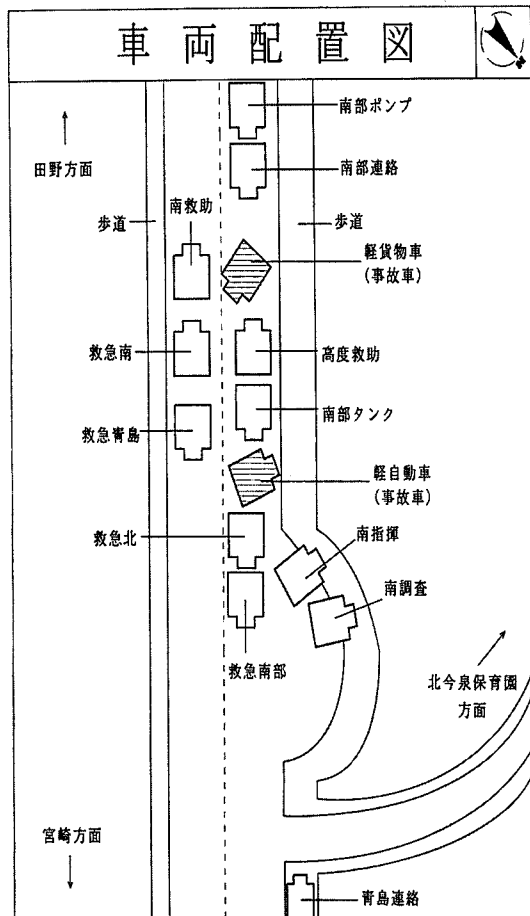 車両配置図
南部ポンプ
田野方面
南部連絡
南救助
歩道
歩道
軽貨物車
(事故車)
救急南
高度救助
南部タンク
救急青島
軽自動車
(事故車)
救急北
南指揮
南調査
救急南部
北今泉保育園
方面
宮崎方面
青島連絡